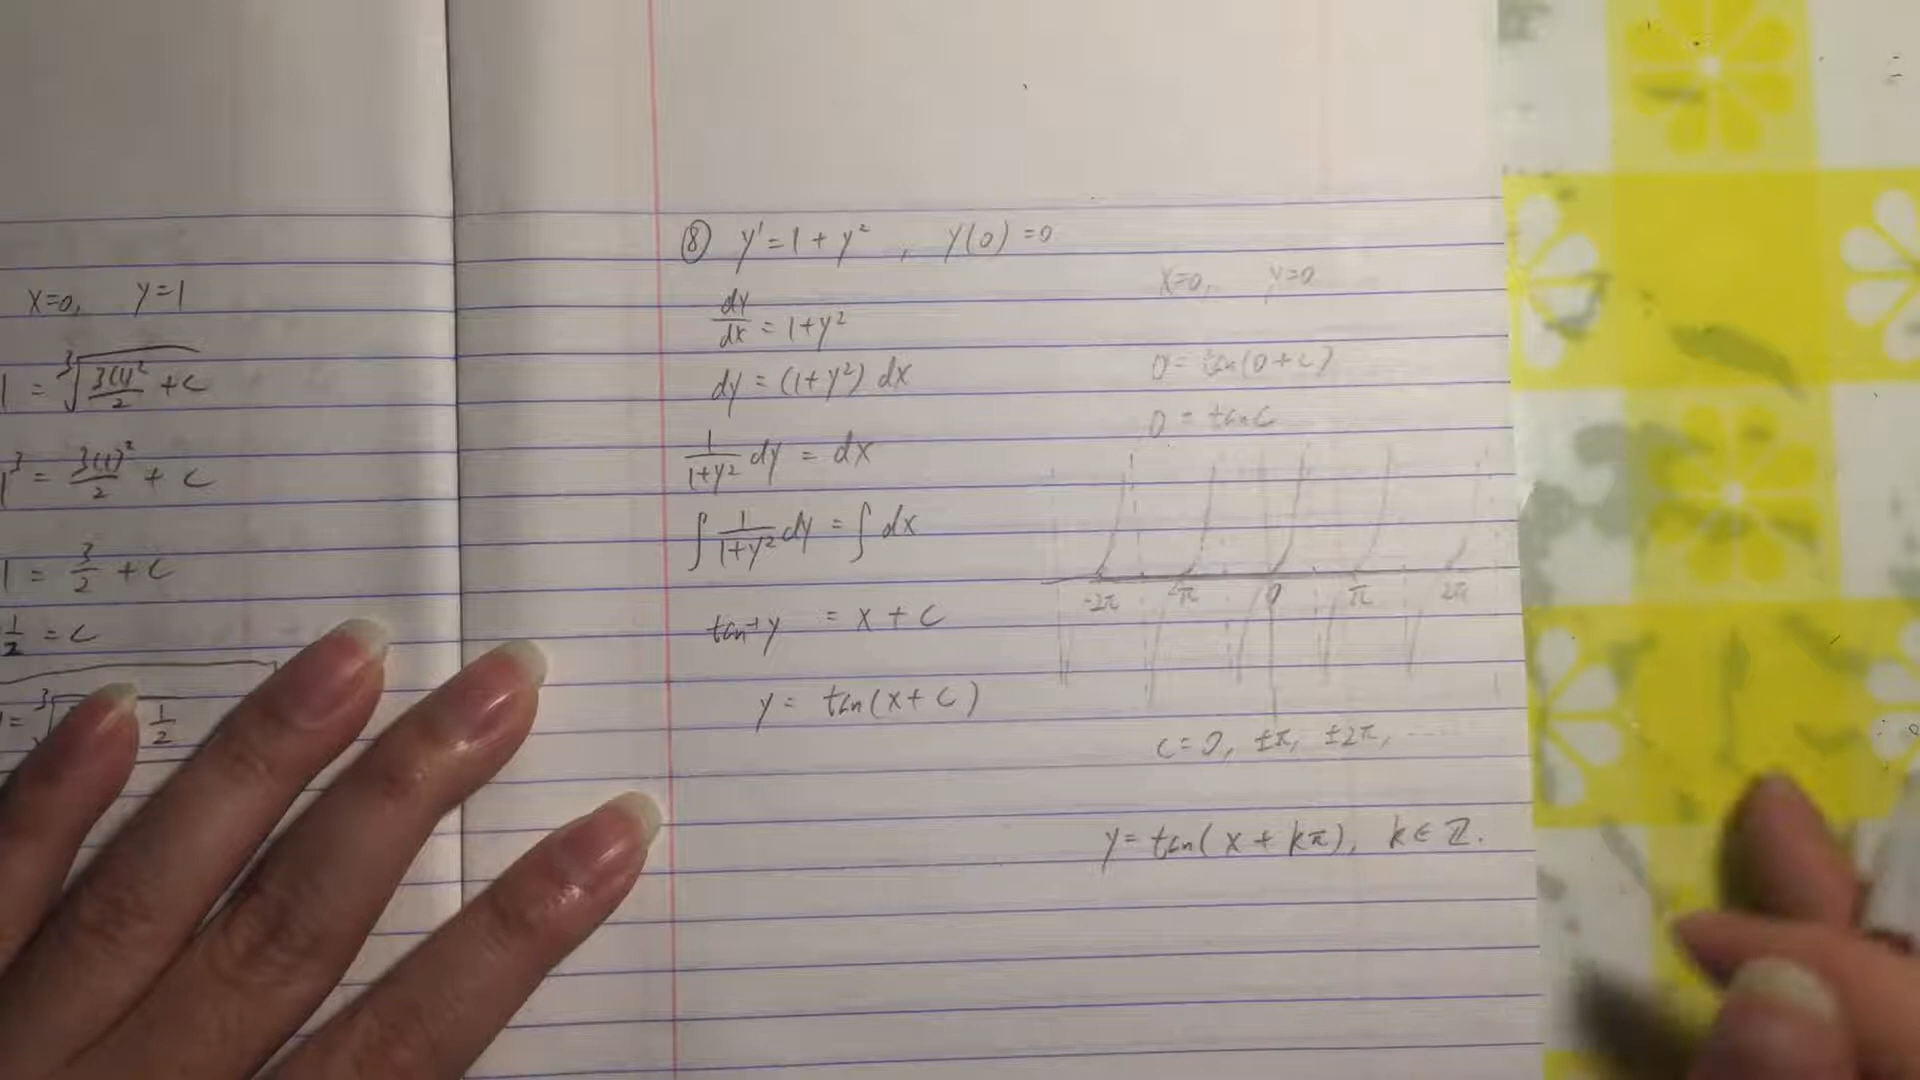 x=0, y=1
1 = ∛(3(1)²/2 + c)
1³ = 3(1)²/2 + c
1 = 3/2 + c
1/2 = c
1/2
⑧ y' = 1 + y² , y(0) = 0
dy/dx = 1+y²
dy = (1+y²) dx
1/(1+y²) dy = dx
∫ 1/(1+y²) dy = ∫ dx
tan⁻¹y = x + c
y = tan(x + c)
x=0, y=0
0 = tan(0+c)
0 = tan c
-2π -π 0 π 2π
c = 0, ±π, ±2π, ......
y = tan( x + kπ), k ∈ ℤ.